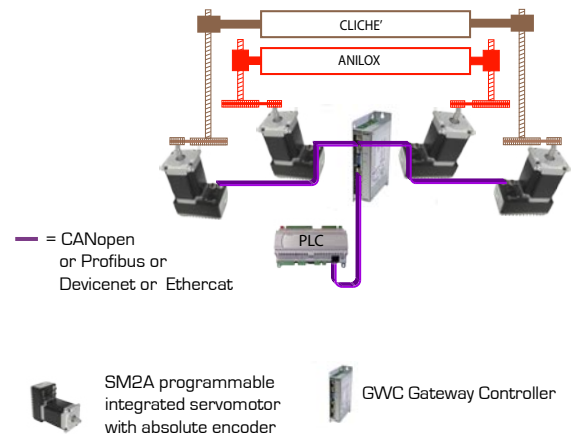 CLICHE'
ANILOX
PLC
= CANopen
or Profibus or
Devicenet or Ethercat
SM2A programmable
integrated servomotor
with absolute encoder
GWC Gateway Controller